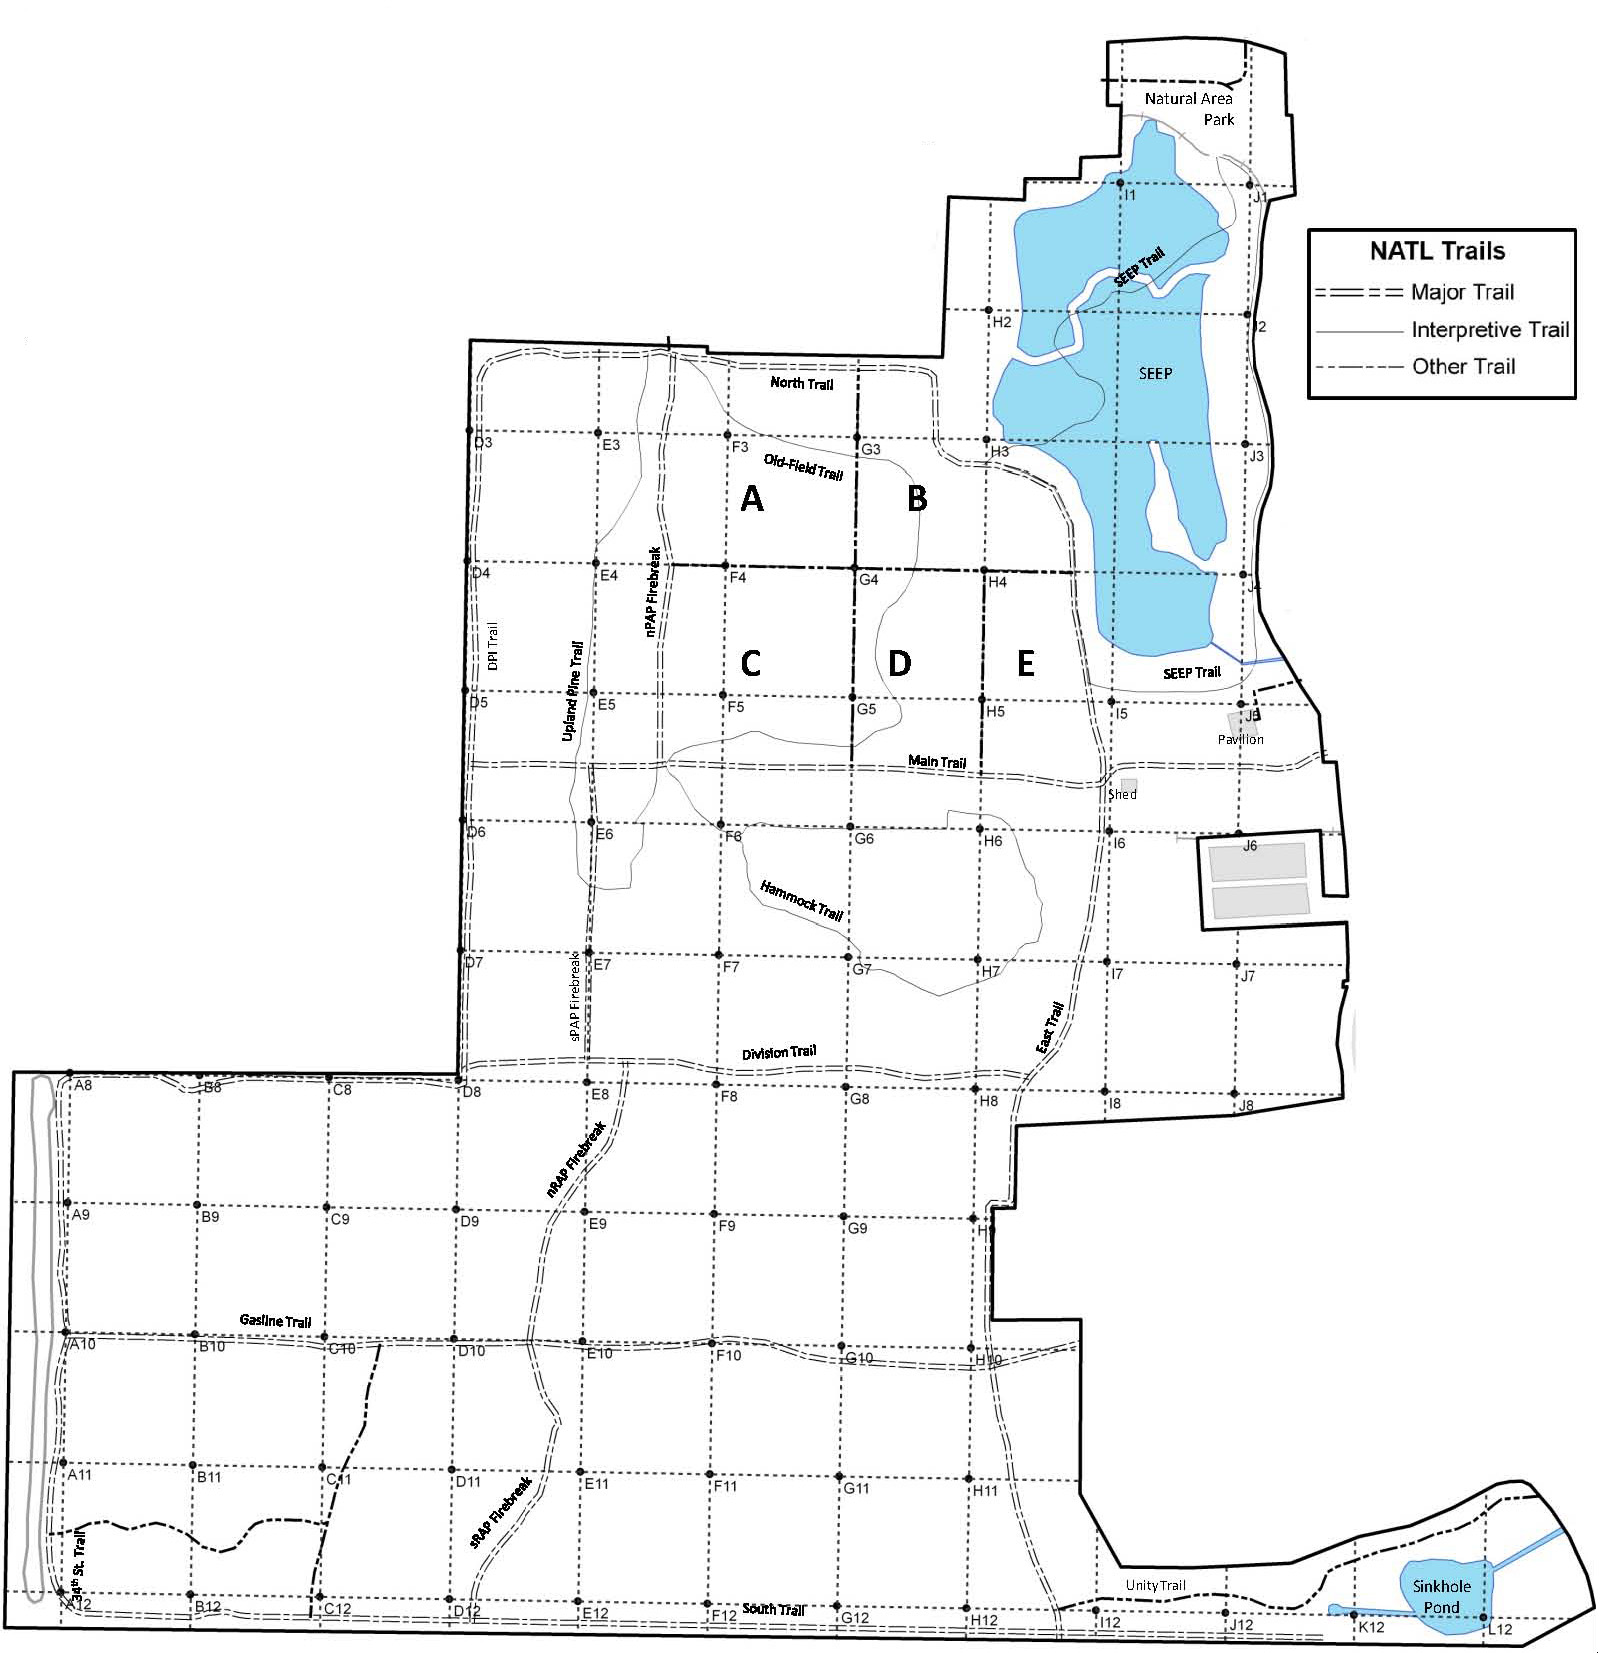 Natural Area
Park
I1
J1
NATL Trails
Major Trail
Interpretive Trail
Other Trail
SEEP Trail
H2
J2
SEEP
North Trail
D3
E3
F3
G3
H3
J3
Old-Field Trail
A
B
nPAP Firebreak
D4
E4
F4
G4
H4
J4
DPI Trail
Upland Pine Trail
C
D
E
SEEP Trail
D5
E5
F5
G5
H5
I5
J5
Pavilion
Main Trail
Shed
D6
E6
F6
G6
H6
I6
J6
Hammock Trail
D7
E7
F7
G7
H7
I7
J7
sPAP Firebreak
East Trail
Division Trail
A8
B8
C8
D8
E8
F8
G8
H8
I8
J8
nRAP Firebreak
A9
B9
C9
D9
E9
F9
G9
H9
Gasline Trail
A10
B10
C10
D10
E10
F10
G10
H10
A11
B11
C11
D11
E11
F11
G11
H11
sRAP Firebreak
34th St. Trail
Unity Trail
Sinkhole
Pond
A12
B12
C12
D12
E12
F12
South Trail
G12
H12
I12
J12
K12
L12